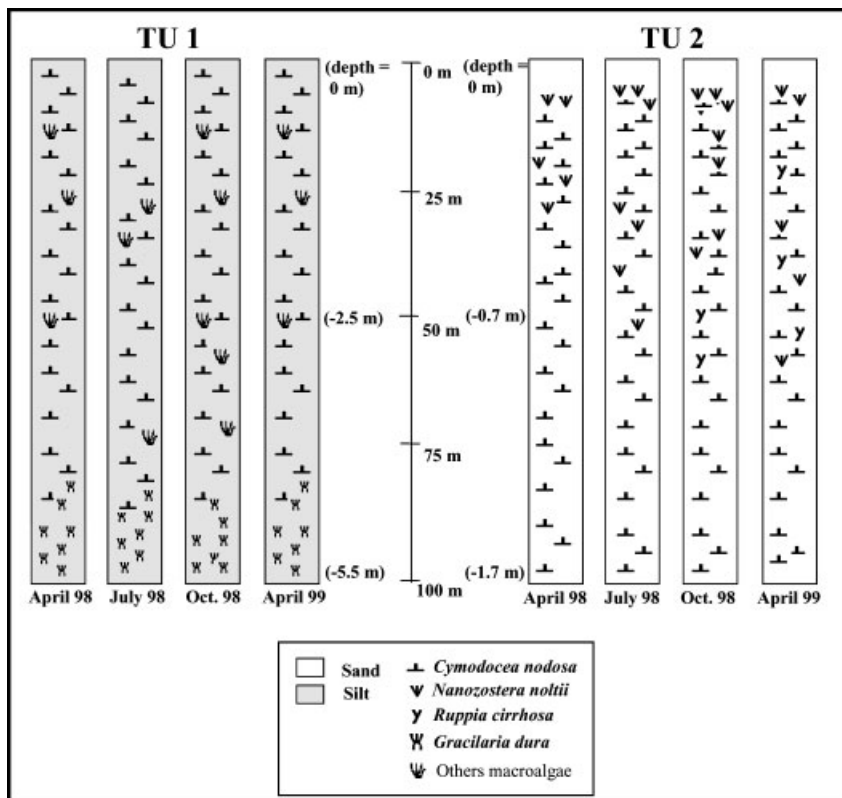 TU 1
TU 2
(depth = 0 m)
0 m
(depth = 0 m)
25 m
(-2.5 m)
50 m
(-0.7 m)
75 m
(-5.5 m)
100 m
(-1.7 m)
April 98 July 98 Oct. 98 April 99
April 98 July 98 Oct. 98 April 99
Sand
Silt
Cymodocea nodosa
Nanozostera noltii
Ruppia cirrhosa
Gracilaria dura
Others macroalgae